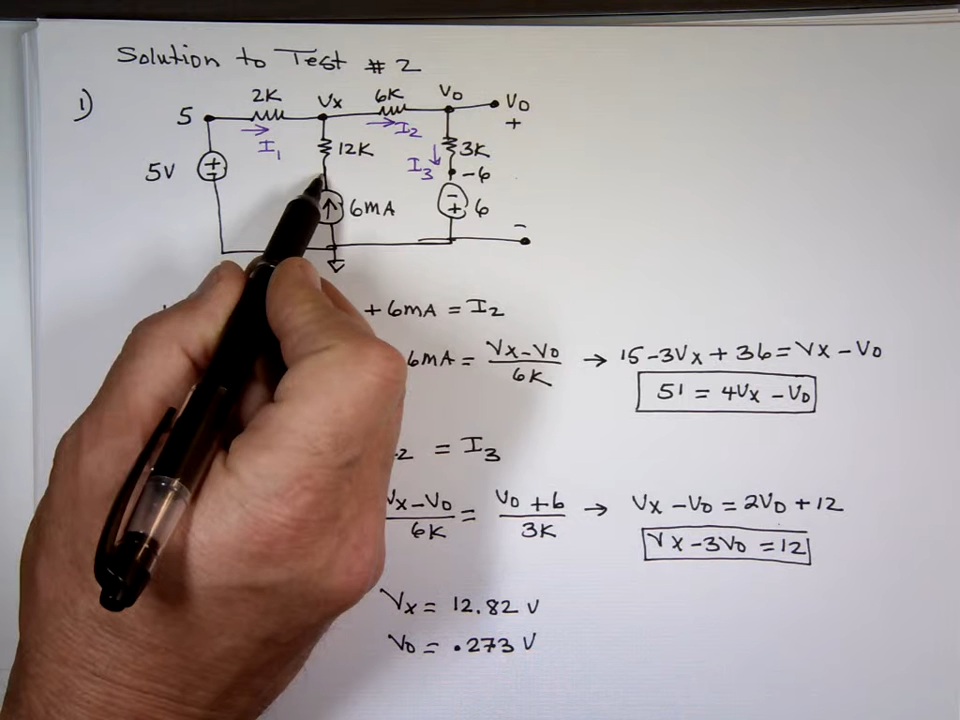 Solution to Test # 2
1)
5 2K Vx 6K Vo Vo
+
I1 I2
12K I3 3K
-6
5V + - 6mA - + 6
-
+ 6mA = I2
6mA = Vx-Vo / 6K → 15-3Vx + 36 = Vx - Vo
51 = 4Vx - Vo
2 = I3
Vx-Vo / 6K = Vo + 6 / 3K → Vx - Vo = 2Vo + 12
Vx - 3Vo = 12
Vx = 12.82 V
Vo = .273 V